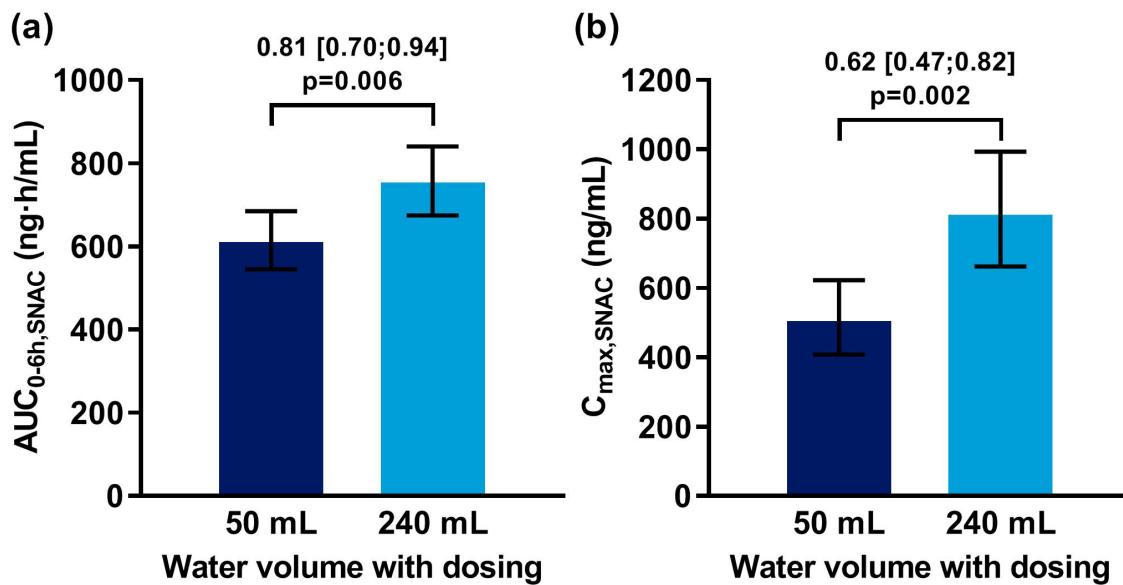 (a)
0.81 [0.70;0.94]
p=0.006
AUC0-6h,SNAC (ng·h/mL)
1000
800
600
400
200
0
50 mL
240 mL
Water volume with dosing
(b)
0.62 [0.47;0.82]
p=0.002
Cmax,SNAC (ng/mL)
1200
1000
800
600
400
200
0
50 mL
240 mL
Water volume with dosing